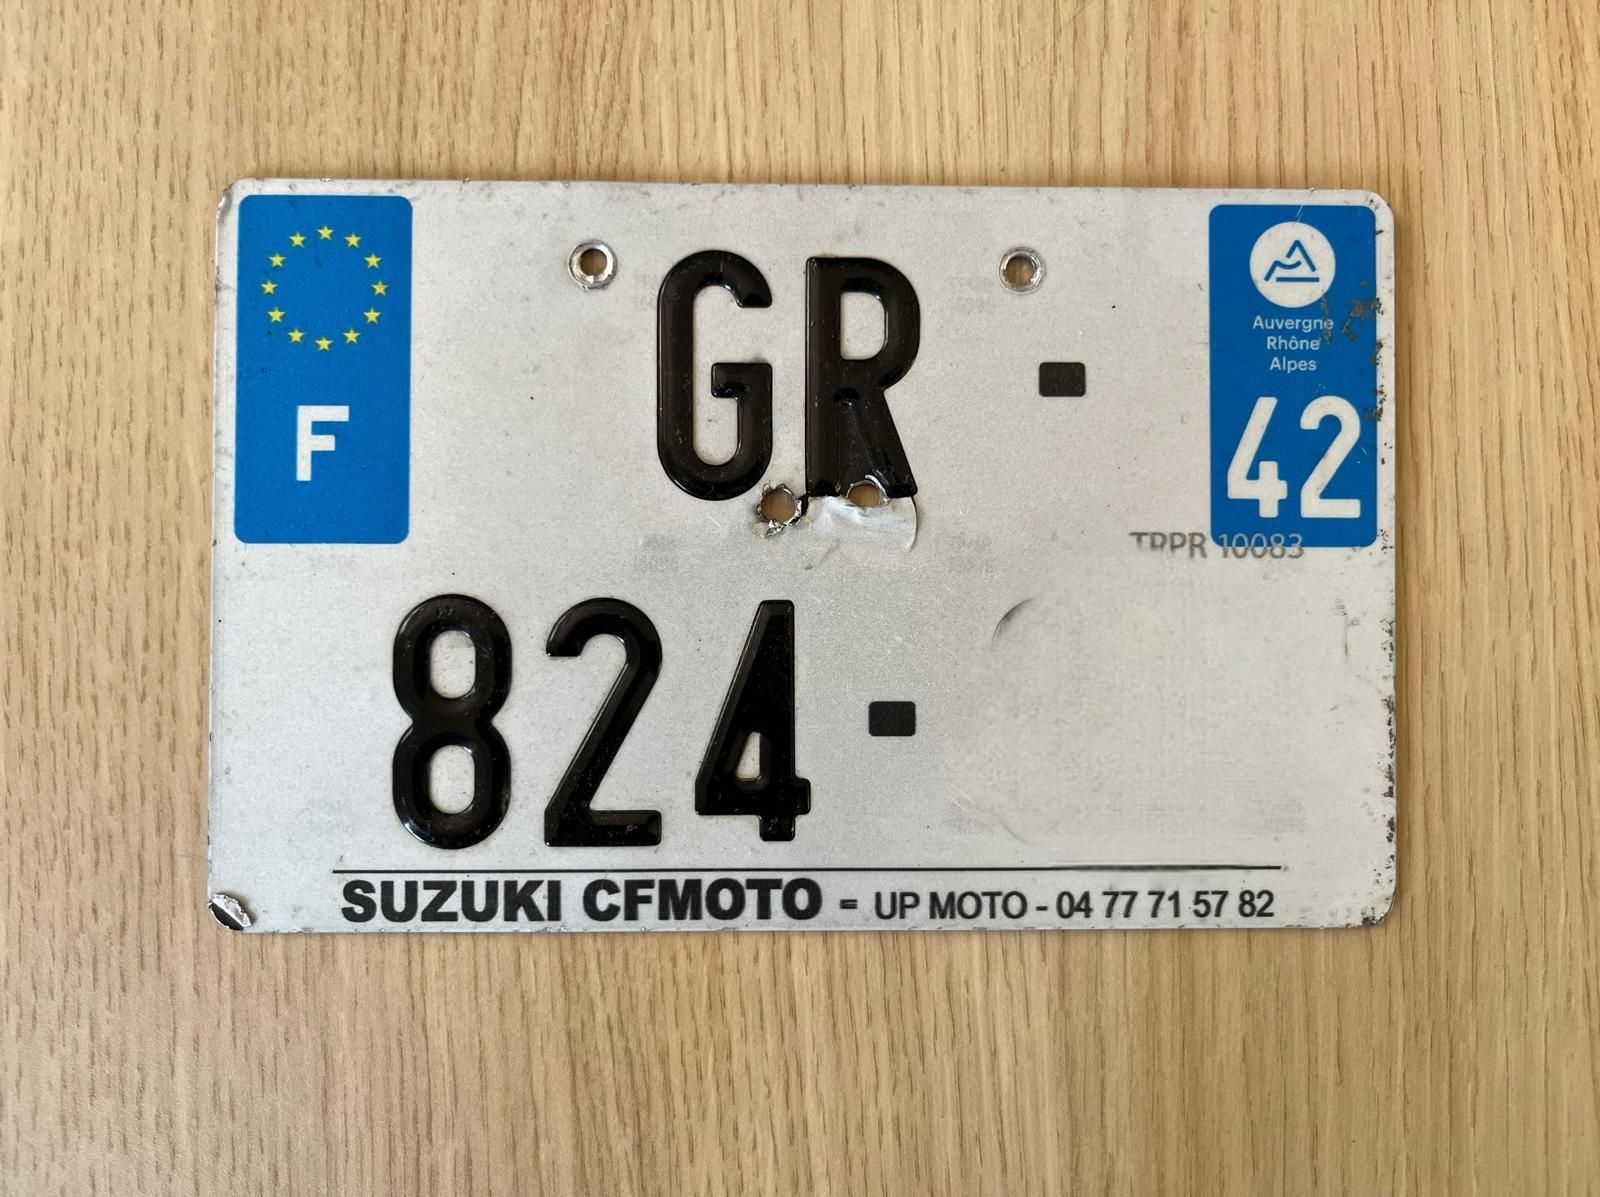 GR -
F
Auvergne
Rhône
Alpes
42
TPPR 10083
824 -
SUZUKI CFMOTO - UP MOTO - 04 77 71 57 82